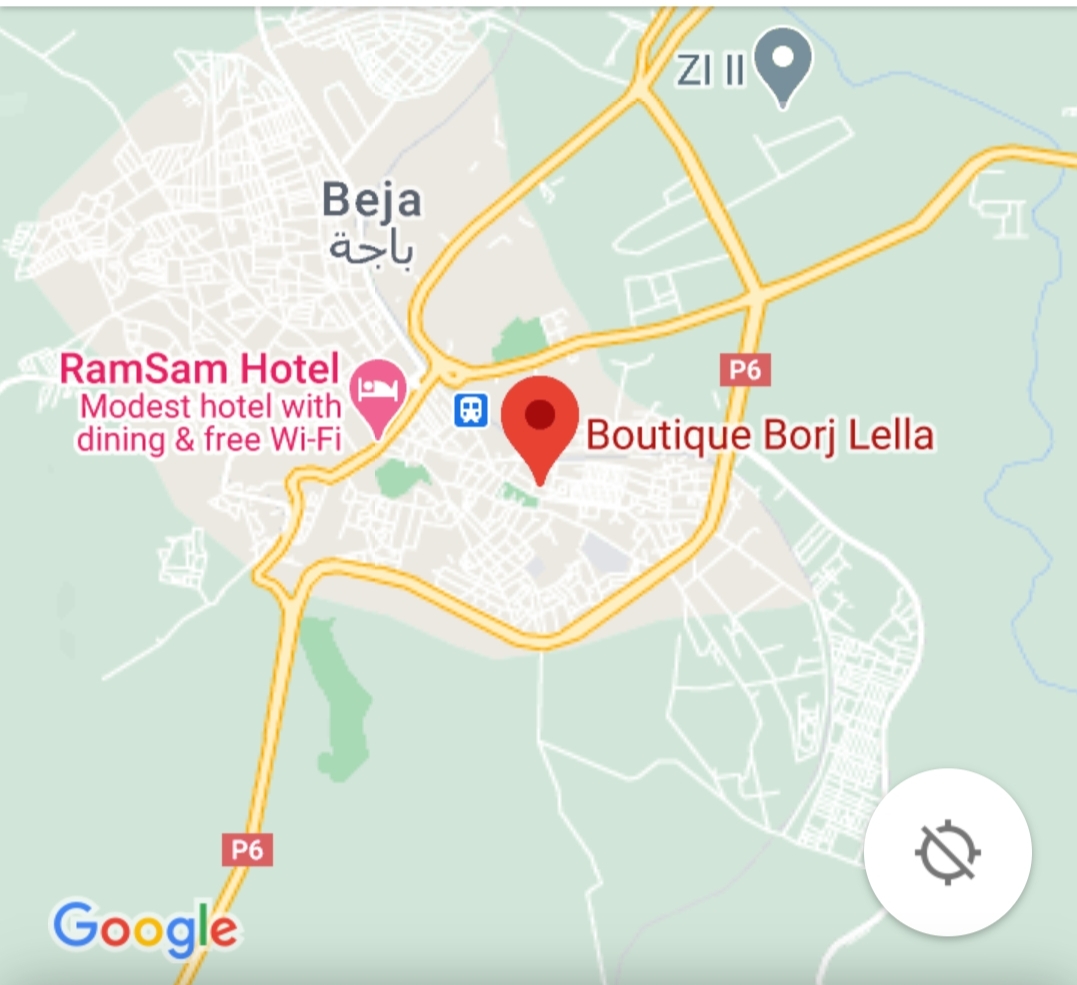 ZI II
Beja
باجة
RamSam Hotel
Modest hotel with
dining & free Wi-Fi
P6
Boutique Borj Lella
P6
Google